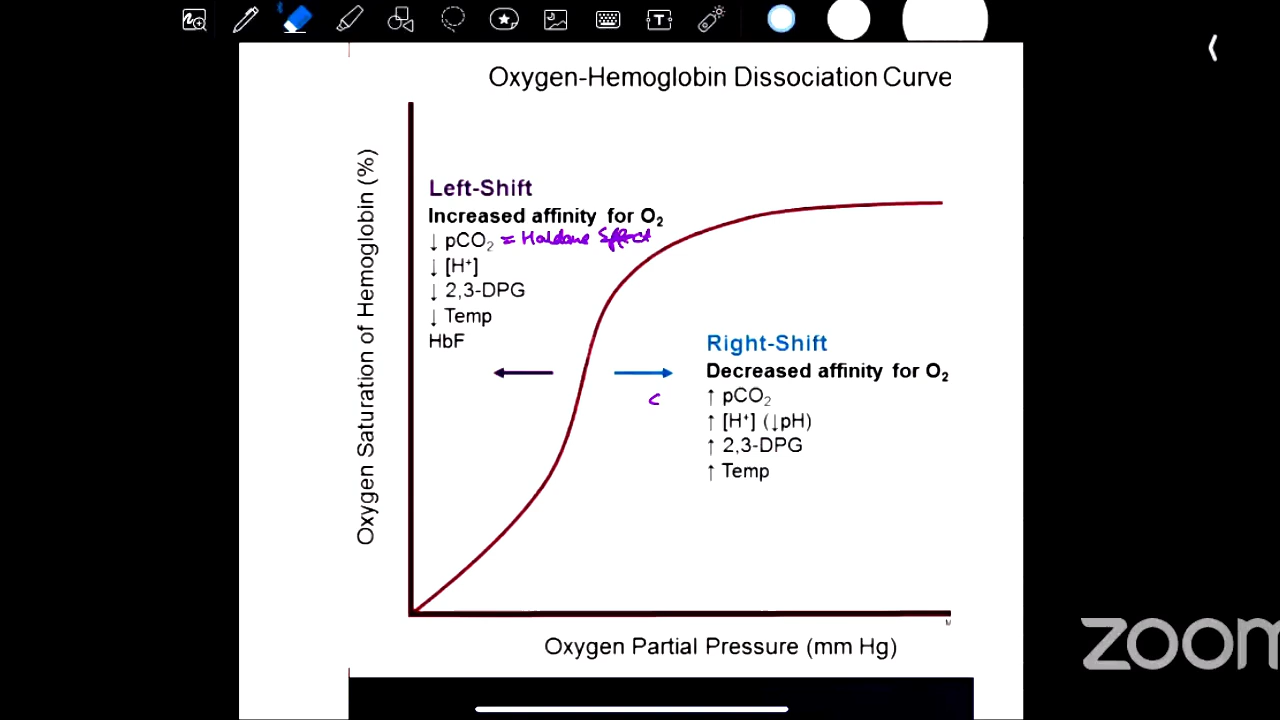 Oxygen-Hemoglobin Dissociation Curve
Oxygen Saturation of Hemoglobin (%)
Left-Shift
Increased affinity for O₂
↓ pCO₂ = Haldane Effect
↓ [H⁺]
↓ 2,3-DPG
↓ Temp
HbF
Right-Shift
Decreased affinity for O₂
↑ pCO₂
↑ [H⁺] (↓pH)
↑ 2,3-DPG
↑ Temp
Oxygen Partial Pressure (mm Hg)
zoom